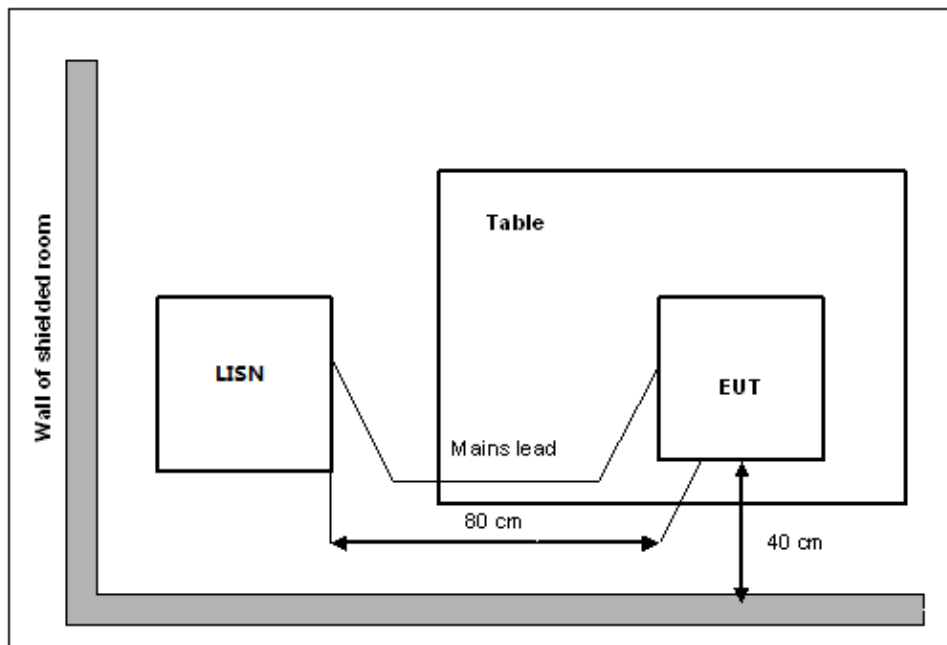 Wall of shielded room
Table
LISN
EUT
Mains lead
80 cm
40 cm